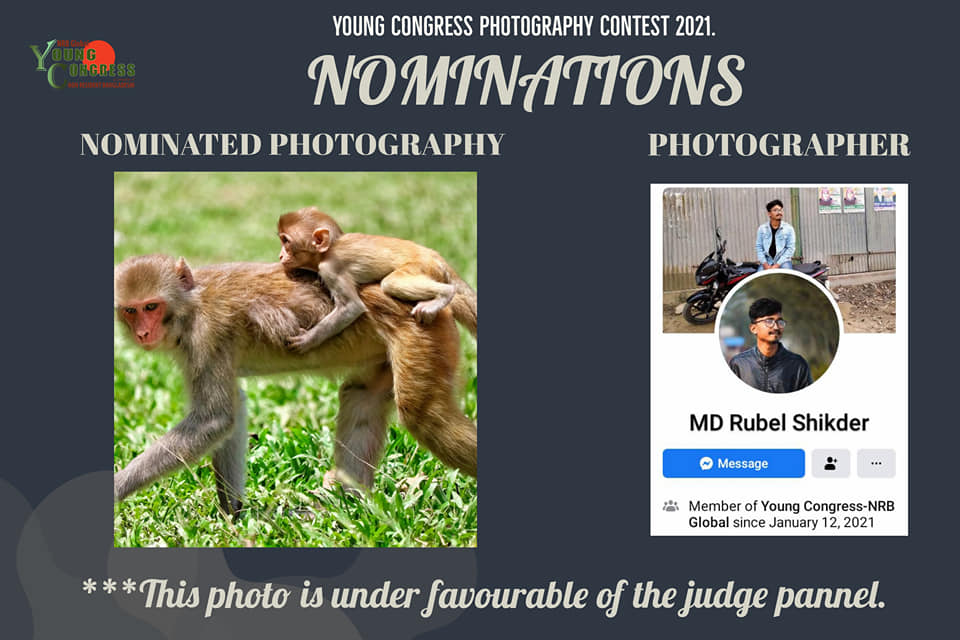 YOUNG CONGRESS PHOTOGRAPHY CONTEST 2021.
NOMINATIONS
YOUNG
CONGRESS
NOMINATED PHOTOGRAPHY
PHOTOGRAPHER
MD Rubel Shikder
Message
Member of Young Congress-NRB
Global since January 12, 2021
***This photo is under favourable of the judge pannel.